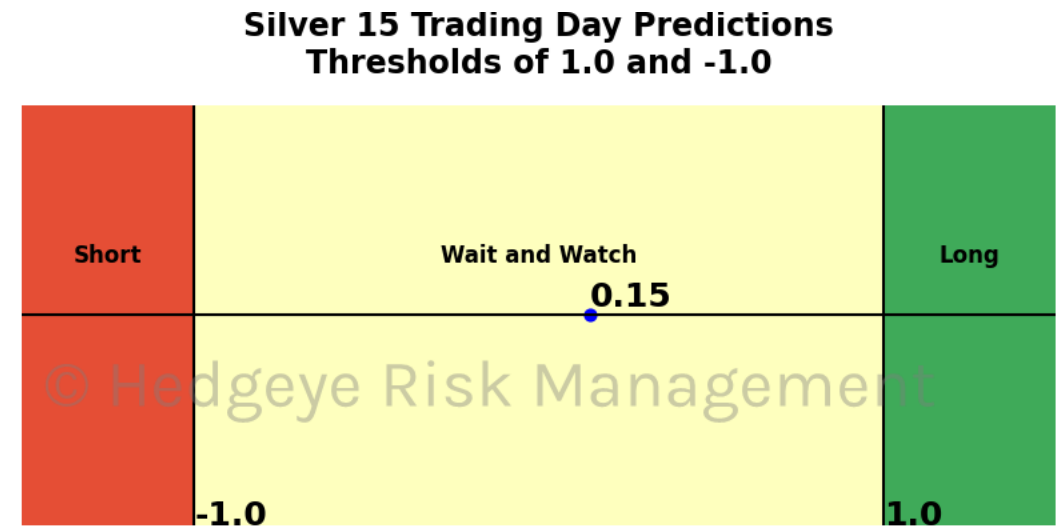 Silver 15 Trading Day Predictions
Thresholds of 1.0 and -1.0
Short
Wait and Watch
Long
0.15
© Hedgeye Risk Management
-1.0
1.0